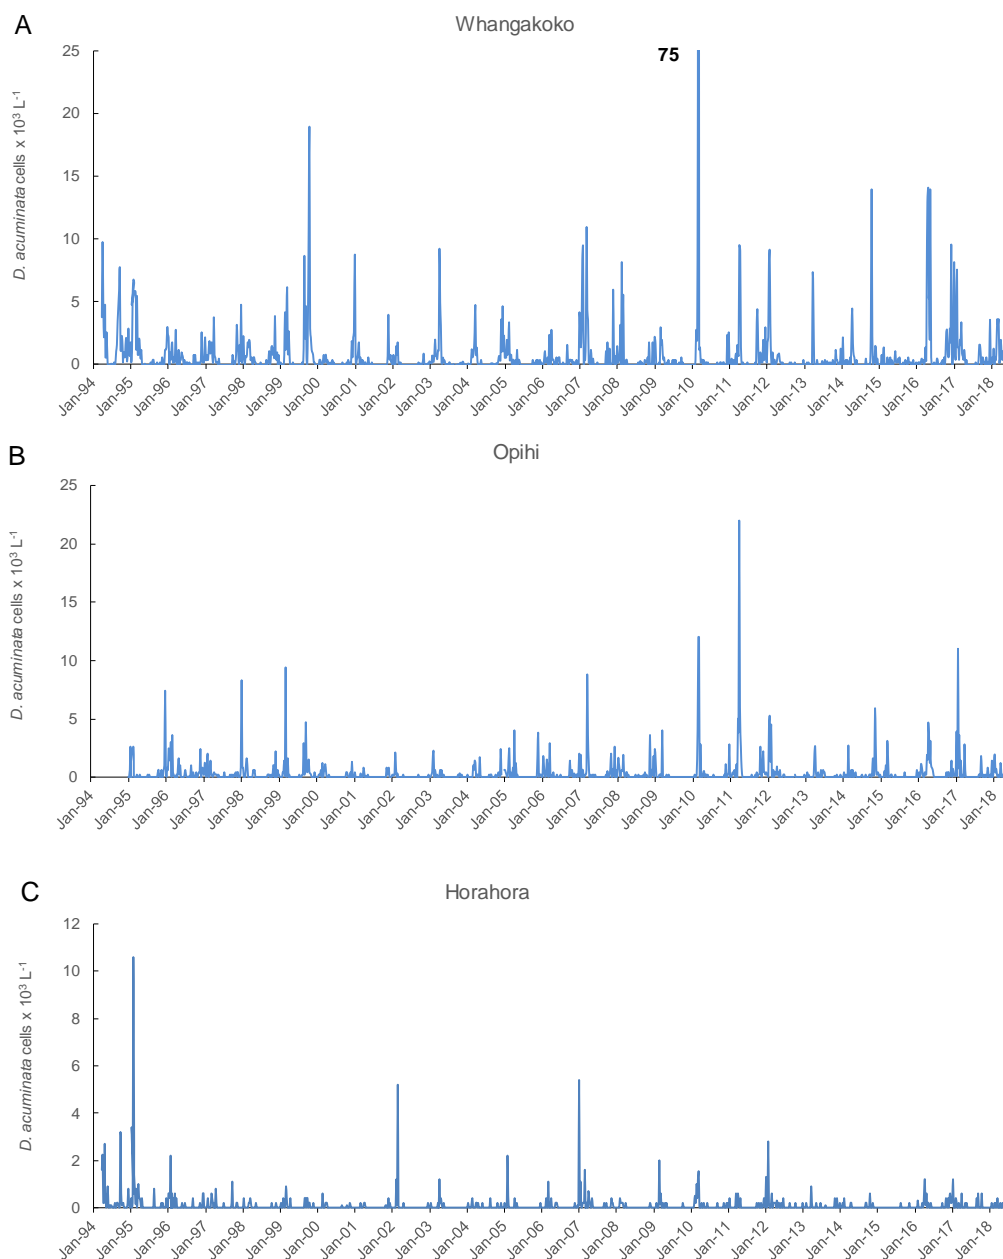 A
Whangakoko
D. acuminata cells x 10³ L⁻¹
25
75
20
15
10
5
0
Jan-94 Jan-95 Jan-96 Jan-97 Jan-98 Jan-99 Jan-00 Jan-01 Jan-02 Jan-03 Jan-04 Jan-05 Jan-06 Jan-07 Jan-08 Jan-09 Jan-10 Jan-11 Jan-12 Jan-13 Jan-14 Jan-15 Jan-16 Jan-17 Jan-18
B
Opihi
D. acuminata cells x 10³ L⁻¹
25
20
15
10
5
0
Jan-94 Jan-95 Jan-96 Jan-97 Jan-98 Jan-99 Jan-00 Jan-01 Jan-02 Jan-03 Jan-04 Jan-05 Jan-06 Jan-07 Jan-08 Jan-09 Jan-10 Jan-11 Jan-12 Jan-13 Jan-14 Jan-15 Jan-16 Jan-17 Jan-18
C
Horahora
D. acuminata cells x 10³ L⁻¹
12
10
8
6
4
2
0
Jan-94 Jan-95 Jan-96 Jan-97 Jan-98 Jan-99 Jan-00 Jan-01 Jan-02 Jan-03 Jan-04 Jan-05 Jan-06 Jan-07 Jan-08 Jan-09 Jan-10 Jan-11 Jan-12 Jan-13 Jan-14 Jan-15 Jan-16 Jan-17 Jan-18